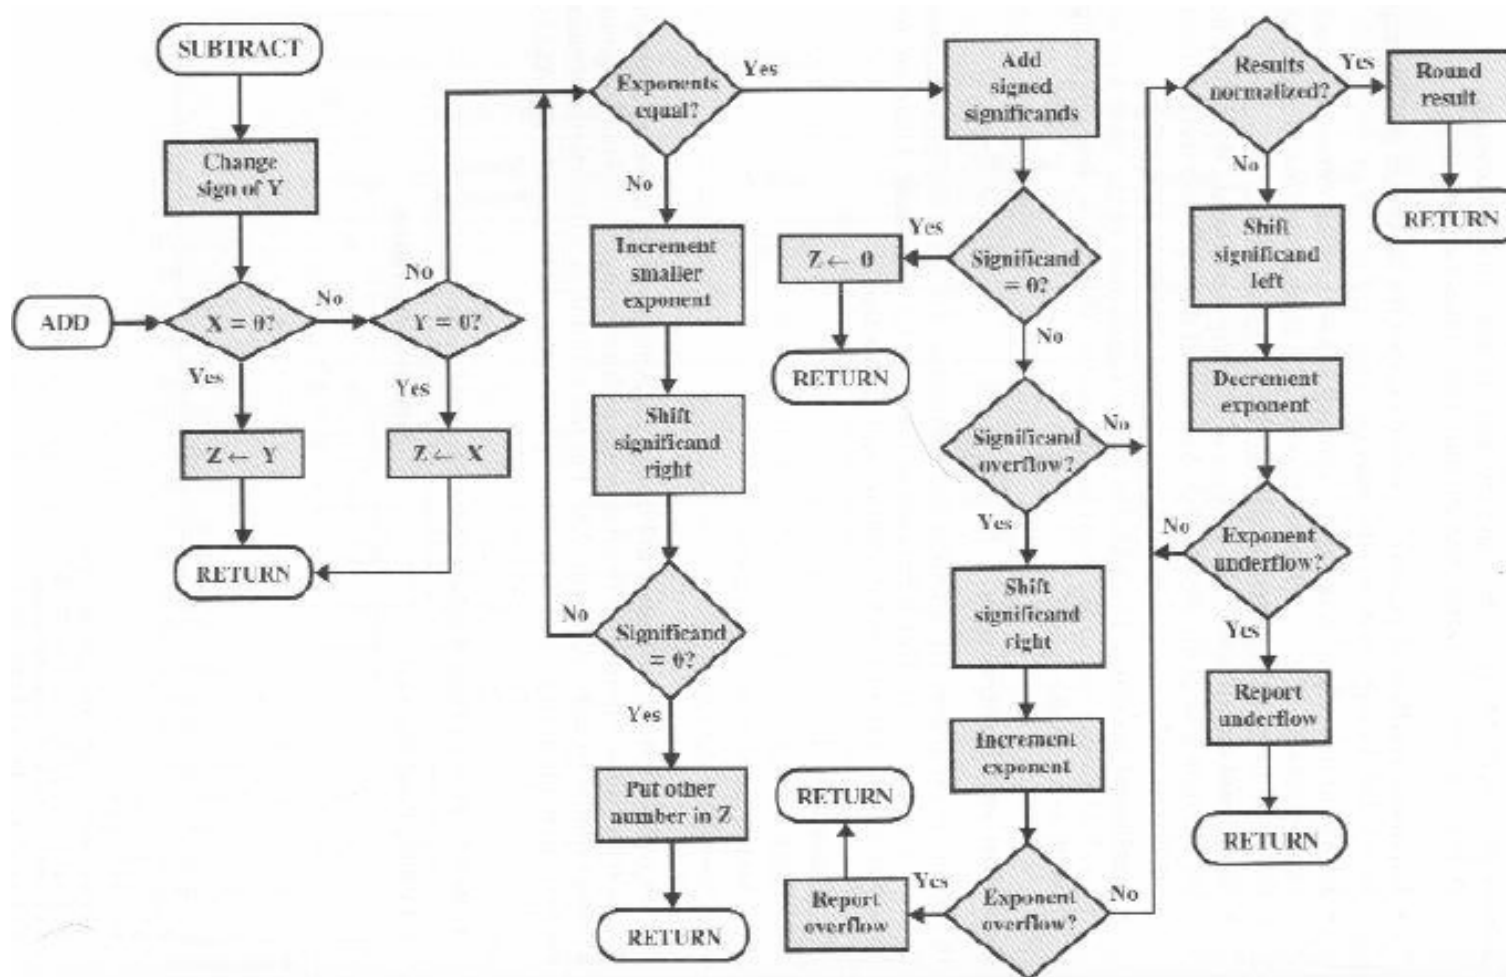 SUBTRACT
Change
sign of Y
ADD
X = 0?
No
Yes
Z ← Y
RETURN
Y = 0?
No
Yes
Z ← X
Exponents
equal?
Yes
No
Increment
smaller
exponent
Shift
significand
right
Significand
= 0?
No
Yes
Put other
number in Z
RETURN
Add
signed
significands
Significand
= 0?
Yes
Z ← 0
RETURN
No
Significand
overflow?
No
Yes
Shift
significand
right
Increment
exponent
Exponent
overflow?
Yes
Report
overflow
RETURN
No
Results
normalized?
Yes
Round
result
RETURN
No
Shift
significand
left
Decrement
exponent
Exponent
underflow?
No
Yes
Report
underflow
RETURN